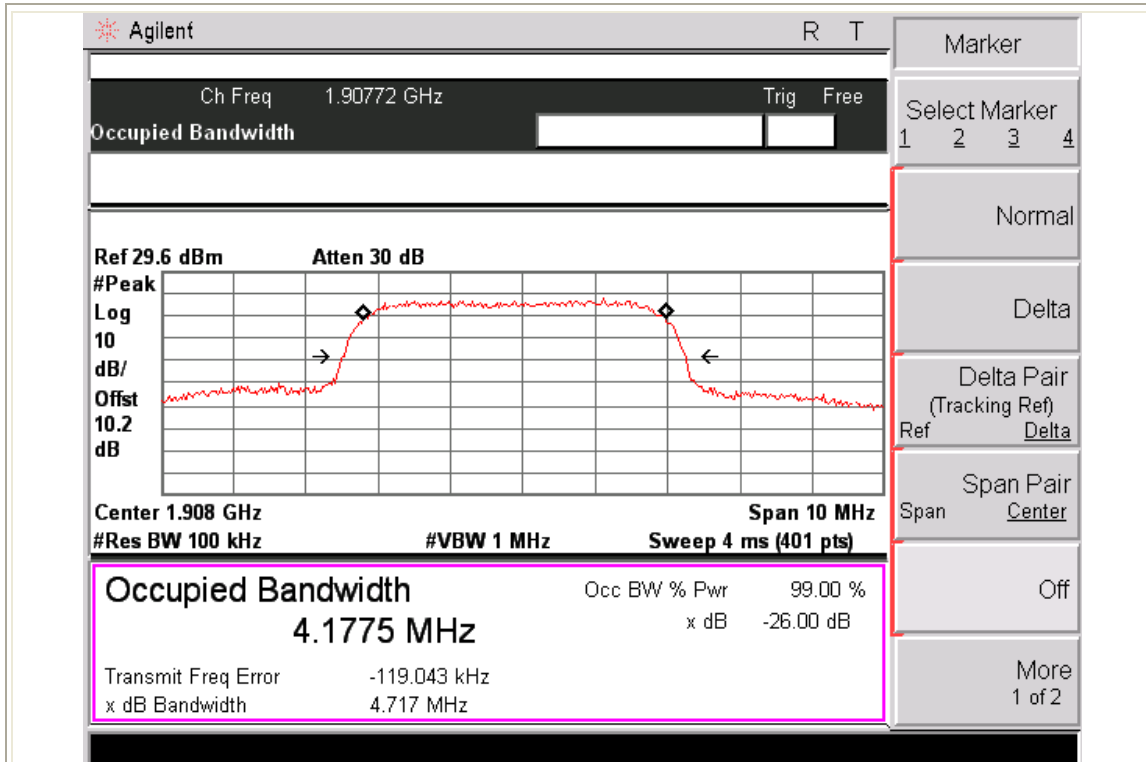 Agilent R T
Ch Freq 1.90772 GHz Trig Free
Occupied Bandwidth
Ref 29.6 dBm Atten 30 dB
#Peak
Log
10
dB/
Offst
10.2
dB
Center 1.908 GHz Span 10 MHz
#Res BW 100 kHz #VBW 1 MHz Sweep 4 ms (401 pts)
Occupied Bandwidth Occ BW % Pwr 99.00 %
4.1775 MHz x dB -26.00 dB
Transmit Freq Error -119.043 kHz
x dB Bandwidth 4.717 MHz
Marker
Select Marker
1 2 3 4
Normal
Delta
Delta Pair
(Tracking Ref)
Ref Delta
Span Pair
Span Center
Off
More
1 of 2